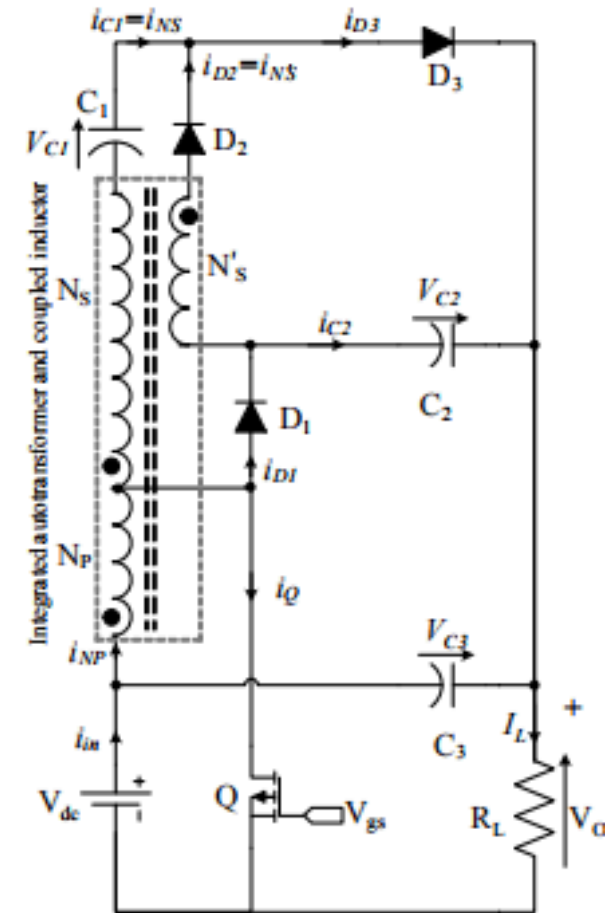 iC1=iNS
iD3
iD2=iN'S
D3
C1
VC1
D2
Integrated autotransformer and coupled inductor
NS
N'S
VC2
iC2
C2
D1
iD1
NP
iQ
iNP
VC3
C3
iin
IL
+
Vdc
+
-
Q
Vgs
RL
VO